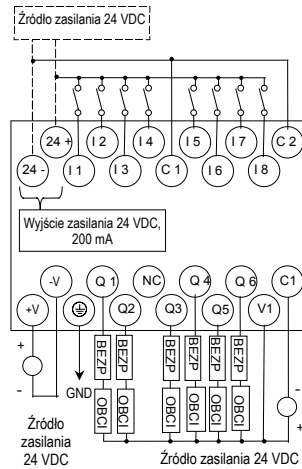 Źródło zasilania 24 VDC
24 +
I 2
I 4
I 5
I 7
C 2
24 -
I 1
I 3
C 1
I 6
I 8
Wyjście zasilania 24 VDC,
200 mA
-V
Q 1
NC
Q 4
Q 6
C1
+V
Q2
Q3
Q5
V1
+
-
GND
BEZP
BEZP
BEZP
BEZP
BEZP
BEZP
OBCI
OBCI
OBCI
OBCI
OBCI
OBCI
-
+
Źródło
zasilania
24 VDC
Źródło zasilania 24 VDC